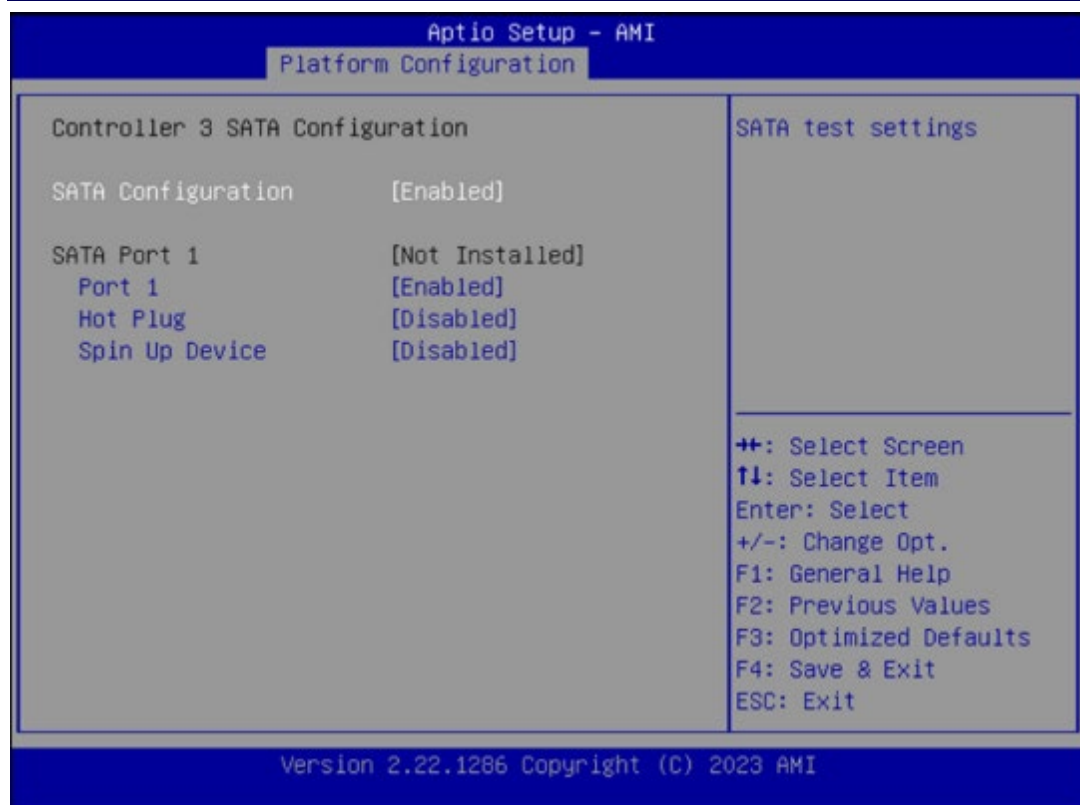 Aptio Setup – AMI
Platform Configuration
Controller 3 SATA Configuration
SATA Configuration [Enabled]
SATA Port 1 [Not Installed]
Port 1 [Enabled]
Hot Plug [Disabled]
Spin Up Device [Disabled]
SATA test settings
→←: Select Screen
↑↓: Select Item
Enter: Select
+/-: Change Opt.
F1: General Help
F2: Previous Values
F3: Optimized Defaults
F4: Save & Exit
ESC: Exit
Version 2.22.1286 Copyright (C) 2023 AMI